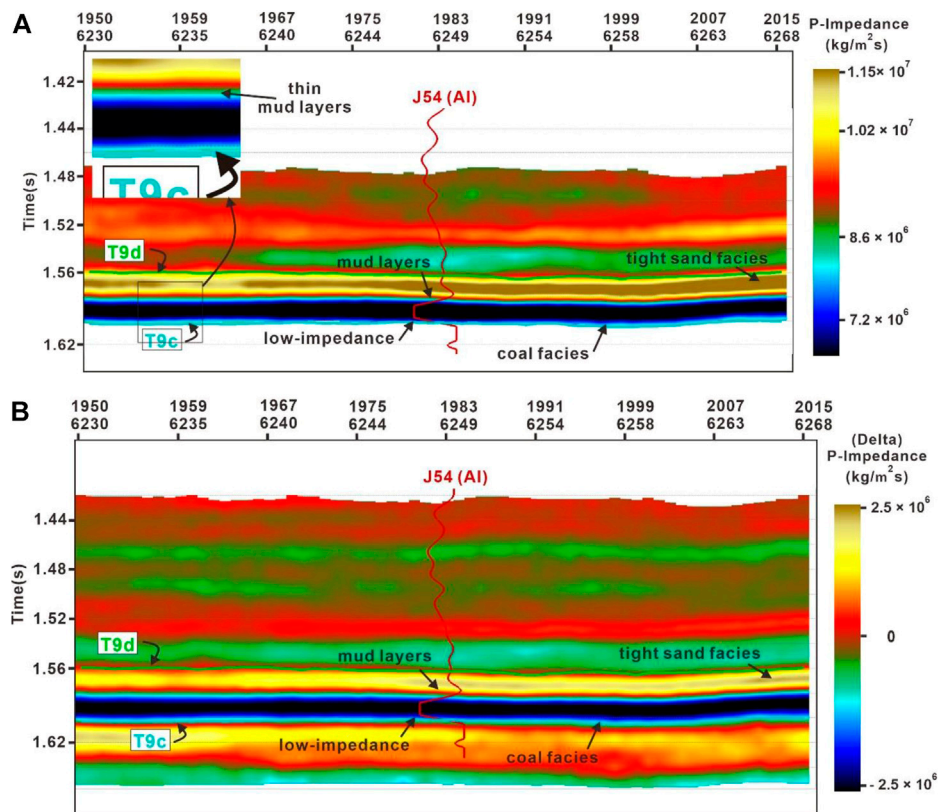 A
1950 1959 1967 1975 1983 1991 1999 2007 2015
6230 6235 6240 6244 6249 6254 6258 6263 6268
P-Impedance
(kg/m²s)
1.15× 10⁷
1.02× 10⁷
8.6× 10⁶
7.2× 10⁶
Time(s)
1.42
1.44
1.48
1.52
1.56
1.62
thin
mud layers
T9c
J54 (AI)
T9d
mud layers
tight sand facies
T9c
low-impedance
coal facies
B
1950 1959 1967 1975 1983 1991 1999 2007 2015
6230 6235 6240 6244 6249 6254 6258 6263 6268
(Delta)
P-Impedance
(kg/m²s)
2.5 × 10⁶
0
- 2.5 × 10⁶
Time(s)
1.44
1.48
1.52
1.56
1.62
J54 (AI)
T9d
mud layers
tight sand facies
T9c
low-impedance
coal facies